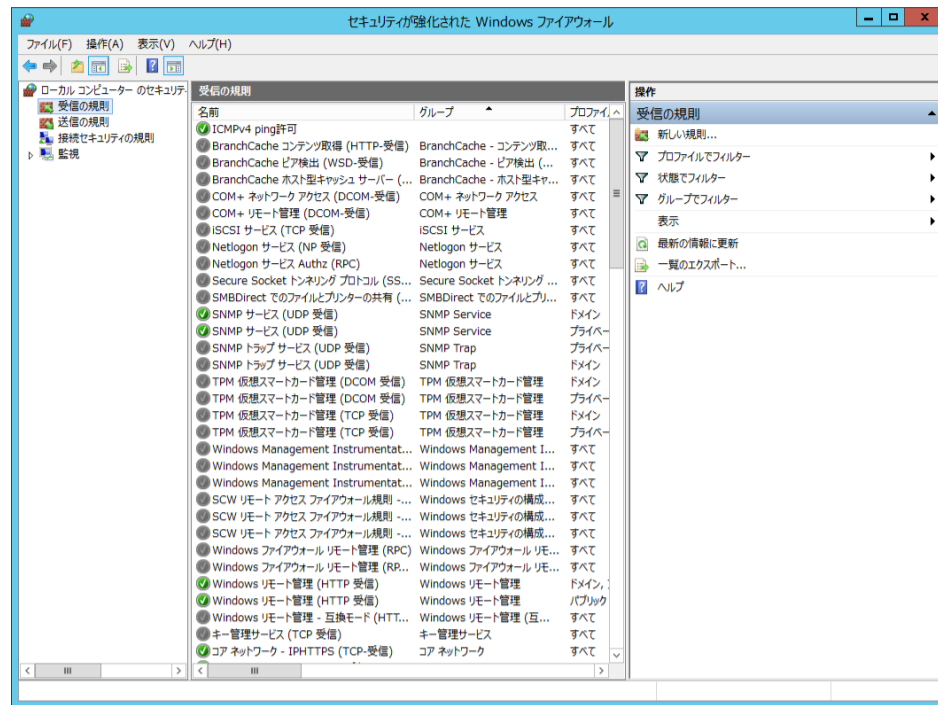 セキュリティが強化された Windows ファイアウォール
ファイル(F) 操作(A) 表示(V) ヘルプ(H)
ローカル コンピューター のセキュリテ
受信の規則
送信の規則
接続セキュリティの規則
監視
受信の規則
名前 グループ プロファイ
ICMPv4 ping許可 すべて
BranchCache コンテンツ取得 (HTTP-受信) BranchCache - コンテンツ取... すべて
BranchCache ピア検出 (WSD-受信) BranchCache - ピア検出 (... すべて
BranchCache ホスト型キャッシュ サーバー (... BranchCache - ホスト型キャ... すべて
COM+ ネットワーク アクセス (DCOM-受信) COM+ ネットワーク アクセス すべて
COM+ リモート管理 (DCOM-受信) COM+ リモート管理 すべて
iSCSI サービス (TCP 受信) iSCSI サービス すべて
Netlogon サービス (NP 受信) Netlogon サービス すべて
Netlogon サービス Authz (RPC) Netlogon サービス すべて
Secure Socket トンネリング プロトコル (SS... Secure Socket トンネリング ... すべて
SMBDirect でのファイルとプリンターの共有 (... SMBDirect でのファイルとプリ... すべて
SNMP サービス (UDP 受信) SNMP Service ドメイン
SNMP サービス (UDP 受信) SNMP Service プライベー
SNMP トラップ サービス (UDP 受信) SNMP Trap プライベー
SNMP トラップ サービス (UDP 受信) SNMP Trap ドメイン
TPM 仮想スマートカード管理 (DCOM 受信) TPM 仮想スマートカード管理 ドメイン
TPM 仮想スマートカード管理 (DCOM 受信) TPM 仮想スマートカード管理 プライベー
TPM 仮想スマートカード管理 (TCP 受信) TPM 仮想スマートカード管理 ドメイン
TPM 仮想スマートカード管理 (TCP 受信) TPM 仮想スマートカード管理 プライベー
Windows Management Instrumentat... Windows Management I... すべて
Windows Management Instrumentat... Windows Management I... すべて
Windows Management Instrumentat... Windows Management I... すべて
SCW リモート アクセス ファイアウォール規則 -... Windows セキュリティの構成... すべて
SCW リモート アクセス ファイアウォール規則 -... Windows セキュリティの構成... すべて
SCW リモート アクセス ファイアウォール規則 -... Windows セキュリティの構成... すべて
Windows ファイアウォール リモート管理 (RPC) Windows ファイアウォール リモ... すべて
Windows ファイアウォール リモート管理 (RP... Windows ファイアウォール リモ... すべて
Windows リモート管理 (HTTP 受信) Windows リモート管理 ドメイン,
Windows リモート管理 (HTTP 受信) Windows リモート管理 パブリック
Windows リモート管理 - 互換モード (HTT... Windows リモート管理 (互... すべて
キー管理サービス (TCP 受信) キー管理サービス すべて
コア ネットワーク - IPHTTPS (TCP-受信) コア ネットワーク すべて
操作
受信の規則
新しい規則...
プロファイルでフィルター
状態でフィルター
グループでフィルター
表示
最新の情報に更新
一覧のエクスポート...
ヘルプ